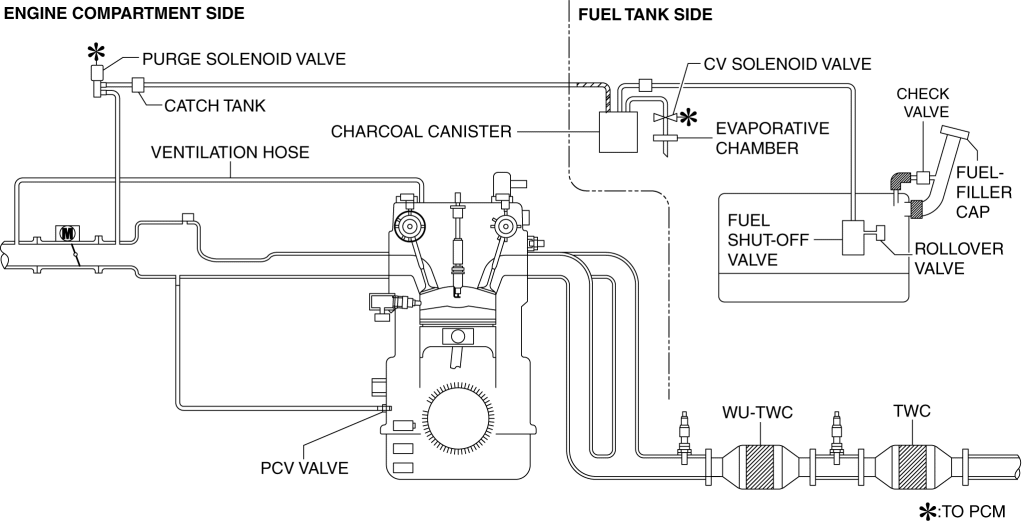 ENGINE COMPARTMENT SIDE
FUEL TANK SIDE
* PURGE SOLENOID VALVE
CATCH TANK
VENTILATION HOSE
CHARCOAL CANISTER
CV SOLENOID VALVE
*
EVAPORATIVE
CHAMBER
CHECK
VALVE
FUEL-
FILLER
CAP
FUEL
SHUT-OFF
VALVE
ROLLOVER
VALVE
M
PCV VALVE
WU-TWC
TWC
*:TO PCM